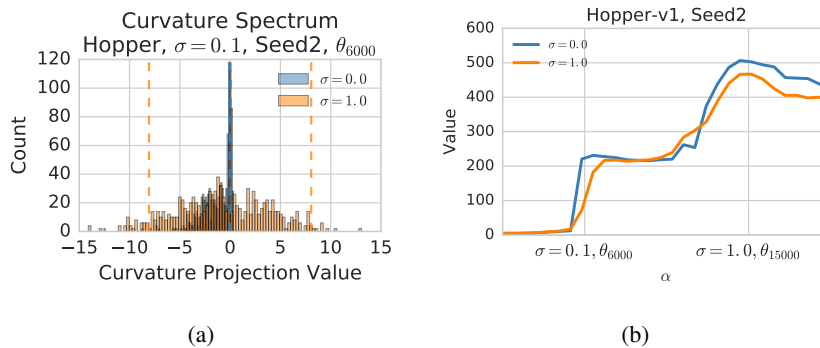 Curvature Spectrum
Hopper, σ = 0.1, Seed2, θ6000
σ = 0.0
σ = 1.0
Count
120
100
80
60
40
20
0
−15 −10 −5 0 5 10 15
Curvature Projection Value
(a)
Hopper-v1, Seed2
σ = 0.0
σ = 1.0
Value
600
500
400
300
200
100
0
σ = 0.1, θ6000 σ = 1.0, θ15000
α
(b)